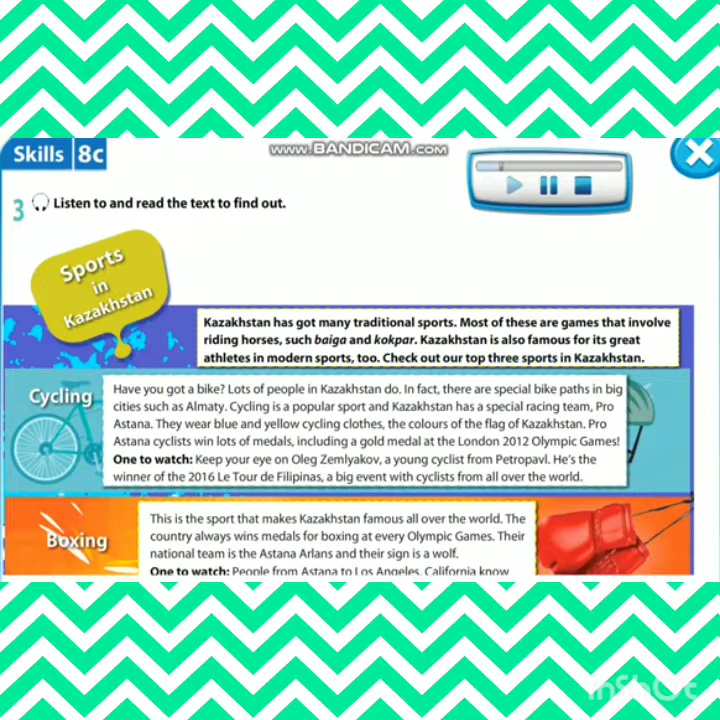 Skills 8c
www.BANDICAM.com
3 Listen to and read the text to find out.
Sports
in
Kazakhstan
Kazakhstan has got many traditional sports. Most of these are games that involve
riding horses, such baiga and kokpar. Kazakhstan is also famous for its great
athletes in modern sports, too. Check out our top three sports in Kazakhstan.
Cycling
Have you got a bike? Lots of people in Kazakhstan do. In fact, there are special bike paths in big
cities such as Almaty. Cycling is a popular sport and Kazakhstan has a special racing team, Pro
Astana. They wear blue and yellow cycling clothes, the colours of the flag of Kazakhstan. Pro
Astana cyclists win lots of medals, including a gold medal at the London 2012 Olympic Games!
One to watch: Keep your eye on Oleg Zemlyakov, a young cyclist from Petropavl. He's the
winner of the 2016 Le Tour de Filipinas, a big event with cyclists from all over the world.
Boxing
This is the sport that makes Kazakhstan famous all over the world. The
country always wins medals for boxing at every Olympic Games. Their
national team is the Astana Arlans and their sign is a wolf.
One to watch: People from Astana to Los Angeles, California know
InShOt